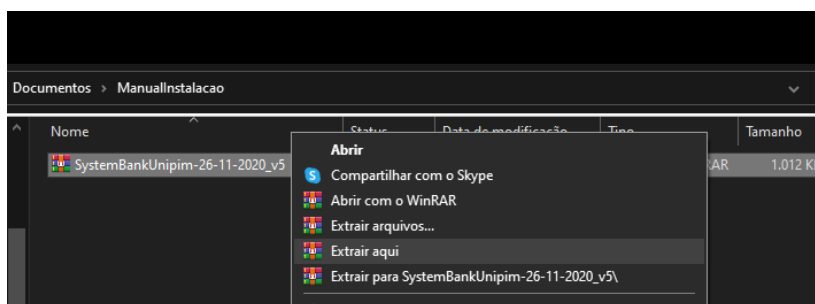 Documentos > ManualInstalacao
Nome Status Data de modificação Tipo Tamanho
SystemBankUnipim-26-11-2020_v5 RAR 1.012 K
Abrir
Compartilhar com o Skype
Abrir com o WinRAR
Extrair arquivos...
Extrair aqui
Extrair para SystemBankUnipim-26-11-2020_v5\